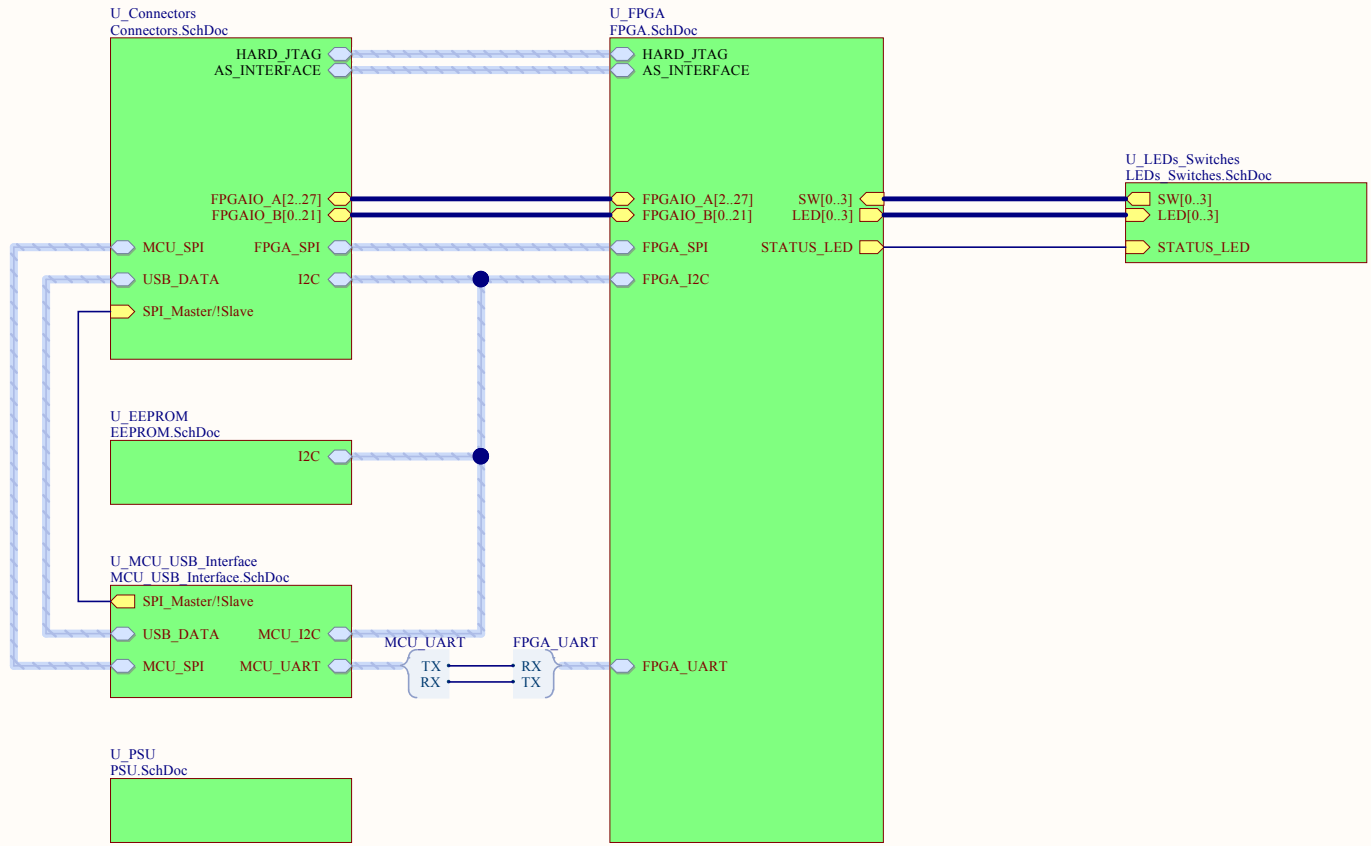 U_Connectors
Connectors.SchDoc
HARD_JTAG
AS_INTERFACE
FPGAIO_A[2..27]
FPGAIO_B[0..21]
MCU_SPI
FPGA_SPI
USB_DATA
I2C
SPI_Master/!Slave
U_FPGA
FPGA.SchDoc
HARD_JTAG
AS_INTERFACE
FPGAIO_A[2..27]
SW[0..3]
FPGAIO_B[0..21]
LED[0..3]
FPGA_SPI
STATUS_LED
FPGA_I2C
FPGA_UART
U_LEDs_Switches
LEDs_Switches.SchDoc
SW[0..3]
LED[0..3]
STATUS_LED
U_EEPROM
EEPROM.SchDoc
I2C
U_MCU_USB_Interface
MCU_USB_Interface.SchDoc
SPI_Master/!Slave
USB_DATA
MCU_I2C
MCU_SPI
MCU_UART
MCU_UART
TX
RX
FPGA_UART
RX
TX
U_PSU
PSU.SchDoc